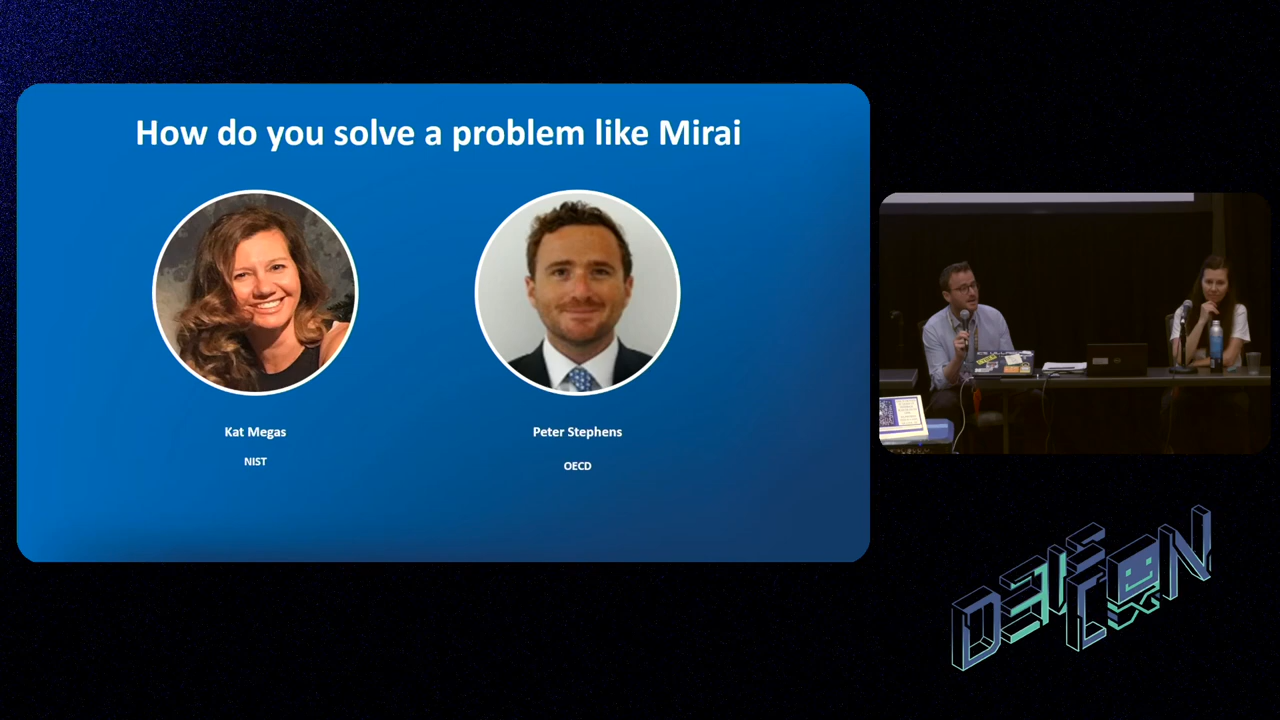 How do you solve a problem like Mirai
Kat Megas
Peter Stephens
NIST
OECD
DEF
CON